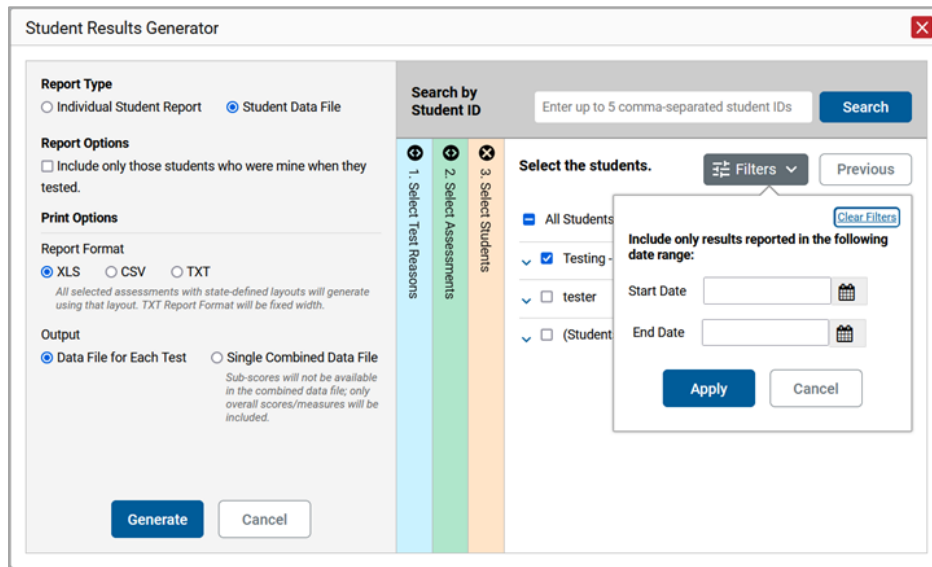 Student Results Generator
Report Type
Individual Student Report
Student Data File
Report Options
Include only those students who were mine when they
tested.
Print Options
Report Format
XLS
CSV
TXT
All selected assessments with state-defined layouts will generate
using that layout. TXT Report Format will be fixed width.
Output
Data File for Each Test
Single Combined Data File
Sub-scores will not be available
in the combined data file; only
overall scores/measures will be
included.
Generate
Cancel
Search by
Student ID
Enter up to 5 comma-separated student IDs
Search
1. Select Test Reasons
2. Select Assessments
3. Select Students
Select the students.
Filters
Previous
All Students
Testing -
tester
(Student
Clear Filters
Include only results reported in the following
date range:
Start Date
End Date
Apply
Cancel